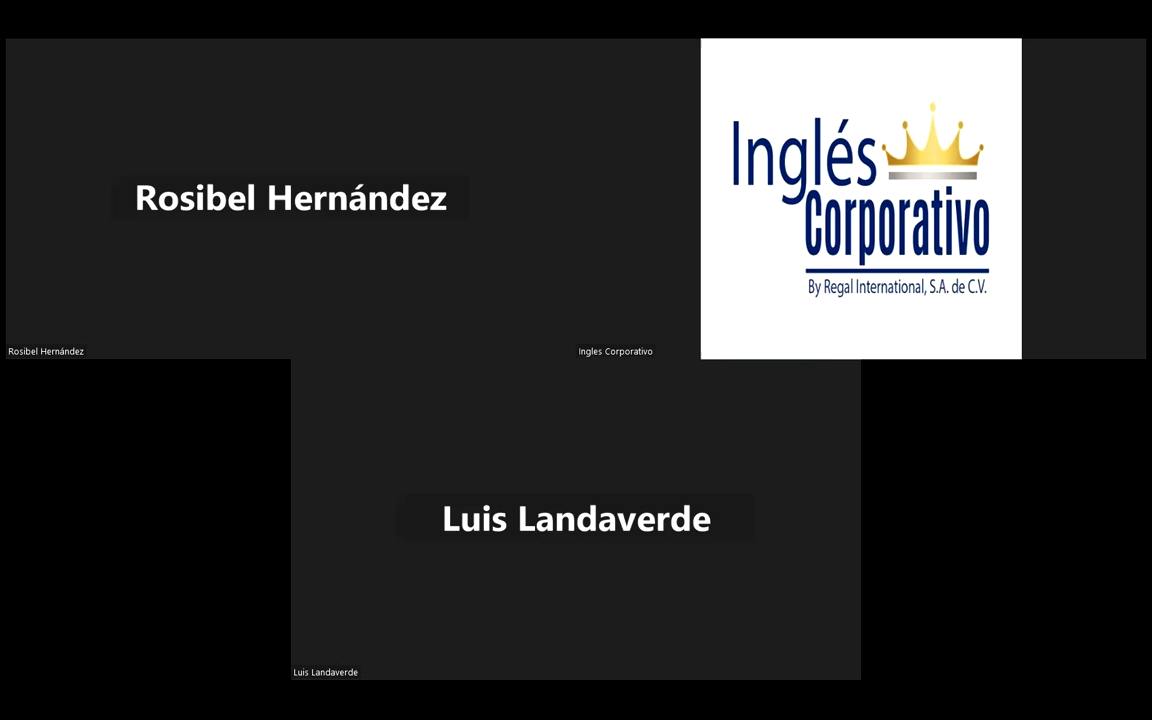 Rosibel Hernández
Inglés
Corporativo
By Regal International, S.A. de C.V.
Rosibel Hernández
Ingles Corporativo
Luis Landaverde
Luis Landaverde